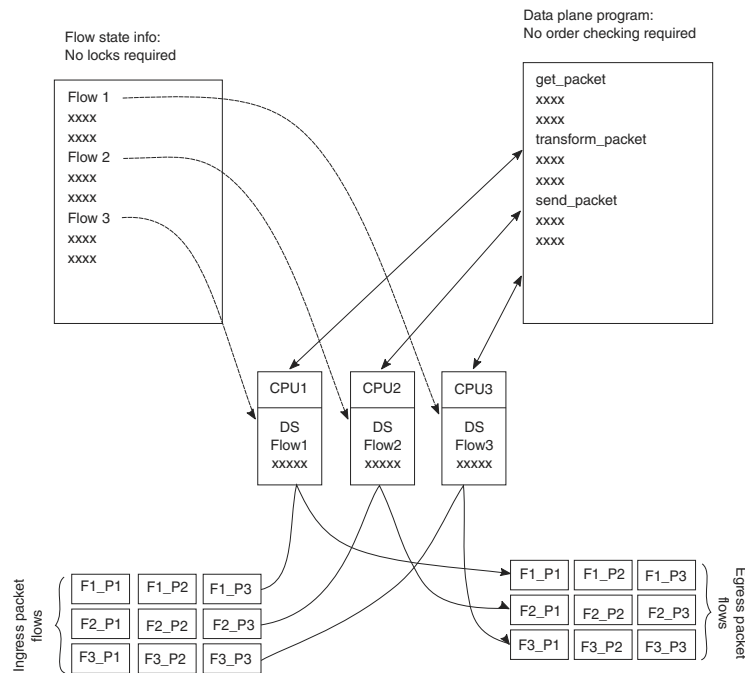 Flow state info:
No locks required
Flow 1
xxxx
xxxx
Flow 2
xxxx
xxxx
Flow 3
xxxx
xxxx
Data plane program:
No order checking required
get_packet
xxxx
xxxx
transform_packet
xxxx
xxxx
send_packet
xxxx
xxxx
CPU1
DS
Flow1
xxxxx
CPU2
DS
Flow2
xxxxx
CPU3
DS
Flow3
xxxxx
Ingress packet
flows
F1_P1 F1_P2 F1_P3
F2_P1 F2_P2 F2_P3
F3_P1 F3_P2 F3_P3
F1_P1 F1_P2 F1_P3
F2_P1 F2_P2 F2_P3
F3_P1 F3_P2 F3_P3
Egress packet
flows